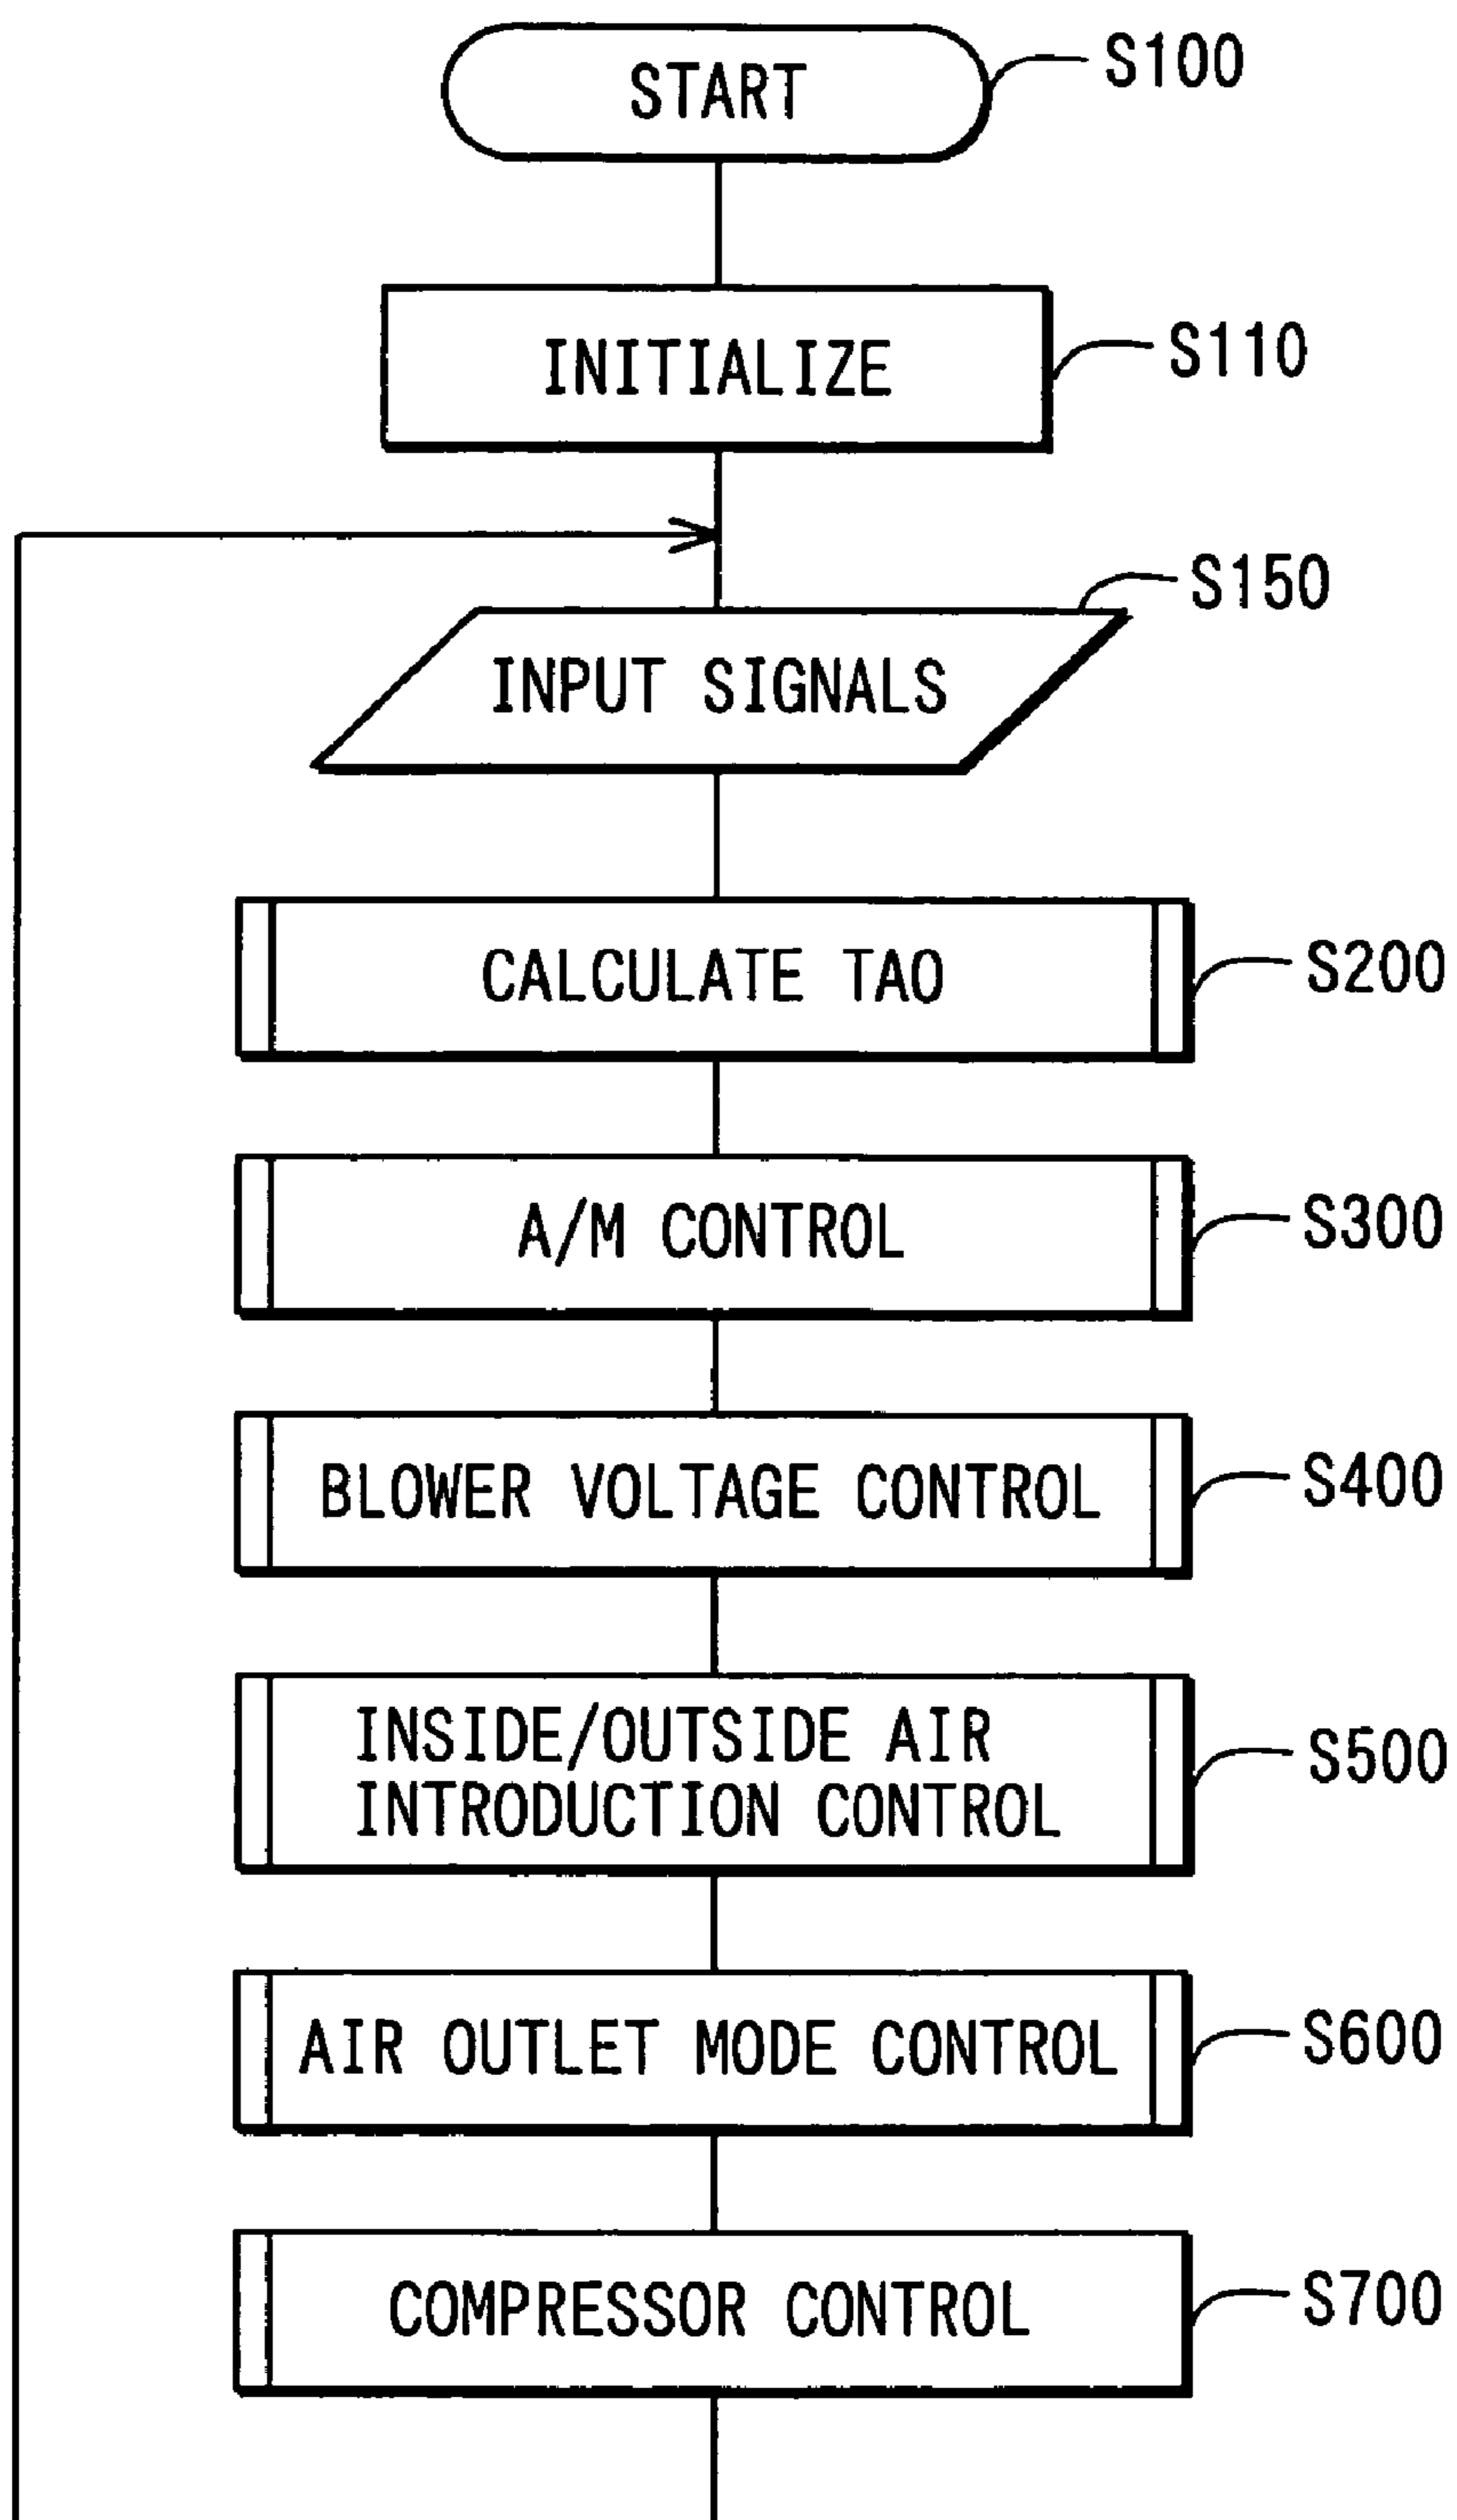 START
S100
INITIALIZE
S110
S150
INPUT SIGNALS
CALCULATE TAO
S200
A/M CONTROL
S300
BLOWER VOLTAGE CONTROL
S400
INSIDE/OUTSIDE AIR
INTRODUCTION CONTROL
S500
AIR OUTLET MODE CONTROL
S600
COMPRESSOR CONTROL
S700